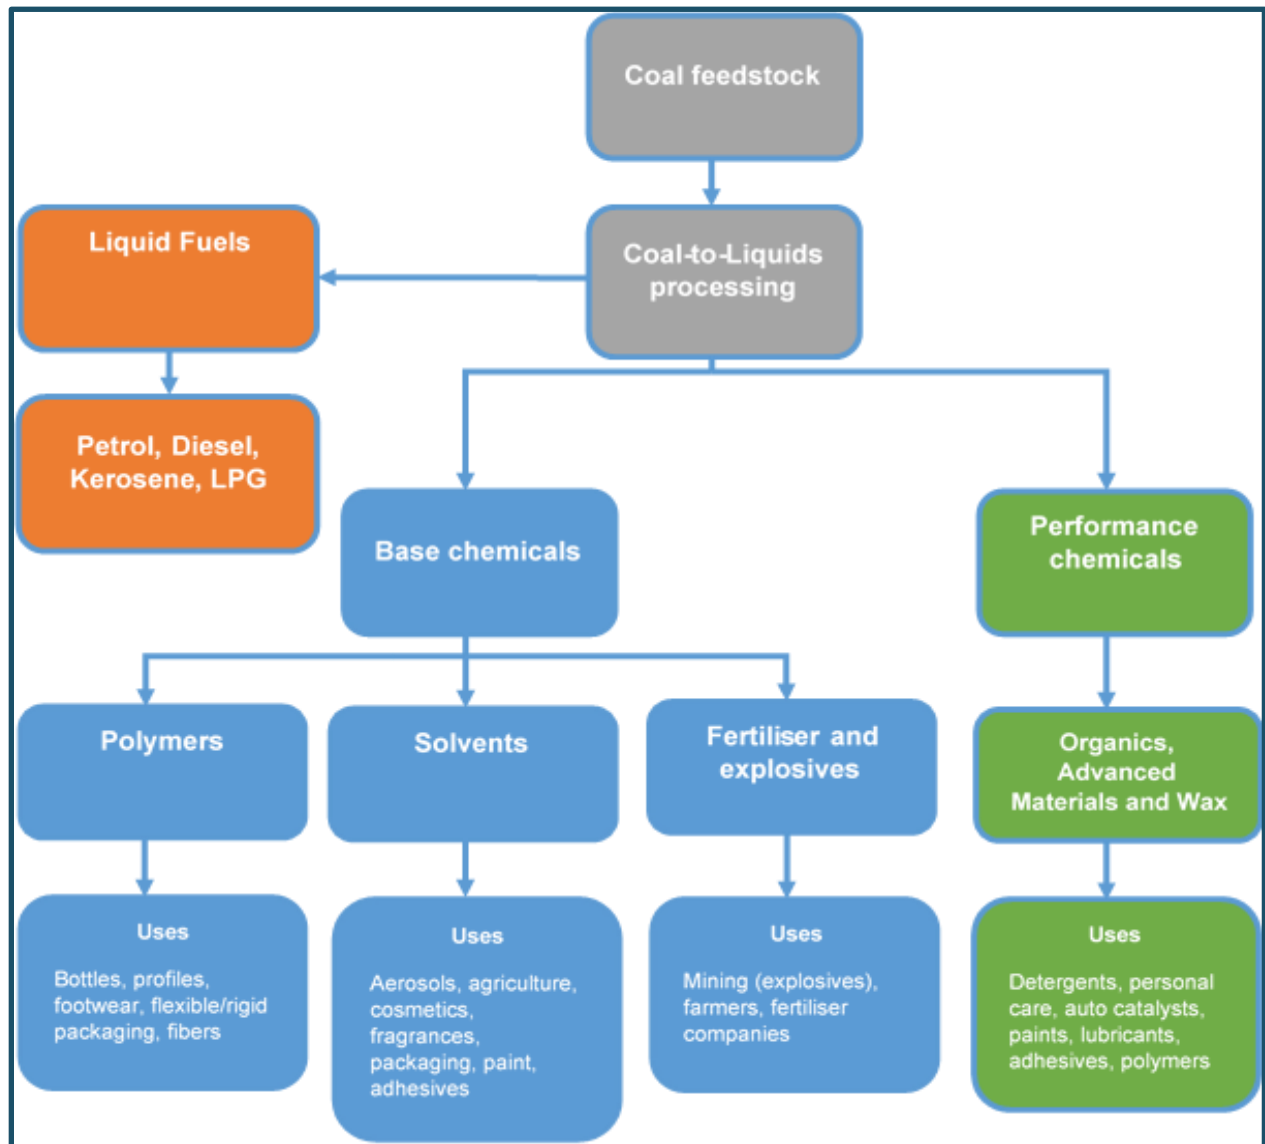 Coal feedstock
Liquid Fuels
Coal-to-Liquids
processing
Petrol, Diesel,
Kerosene, LPG
Base chemicals
Performance
chemicals
Polymers
Solvents
Fertiliser and
explosives
Organics,
Advanced
Materials and Wax
Uses
Bottles, profiles,
footwear, flexible/rigid
packaging, fibers
Uses
Aerosols, agriculture,
cosmetics,
fragrances,
packaging, paint,
adhesives
Uses
Mining (explosives),
farmers, fertiliser
companies
Uses
Detergents, personal
care, auto catalysts,
paints, lubricants,
adhesives, polymers